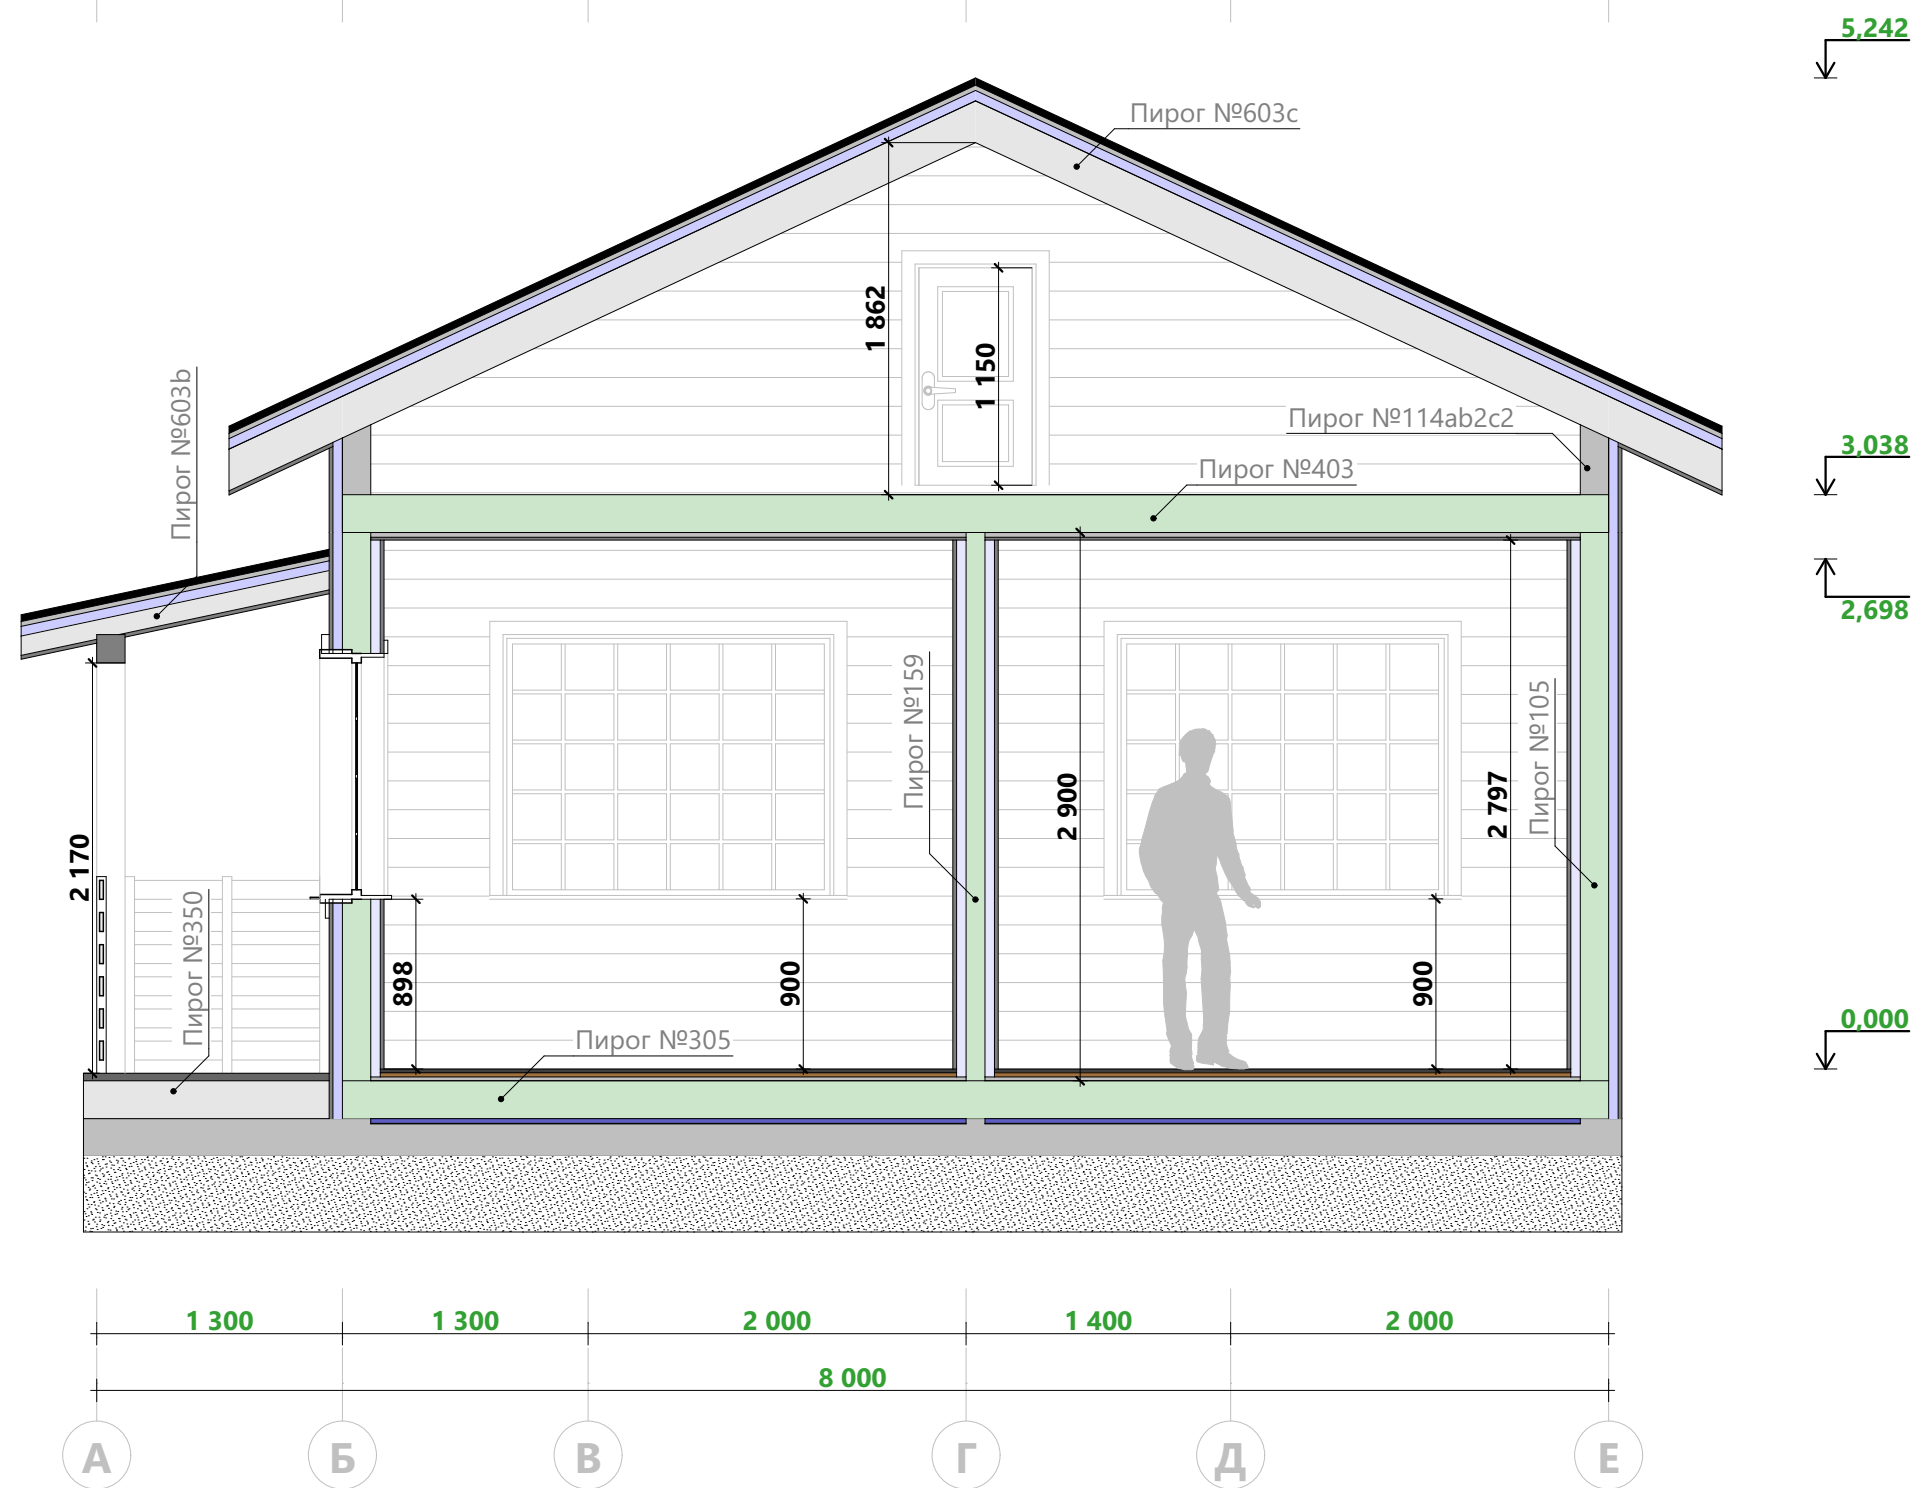 5,242
Пирог №603c
1 862
1 150
Пирог №603b
Пирог №114ab2c2
3,038
Пирог №403
2,698
Пирог №159
Пирог №105
2 900
2 797
2 170
Пирог №350
898
900
900
0,000
Пирог №305
1 300
1 300
2 000
1 400
2 000
8 000
А
Б
В
Г
Д
Е